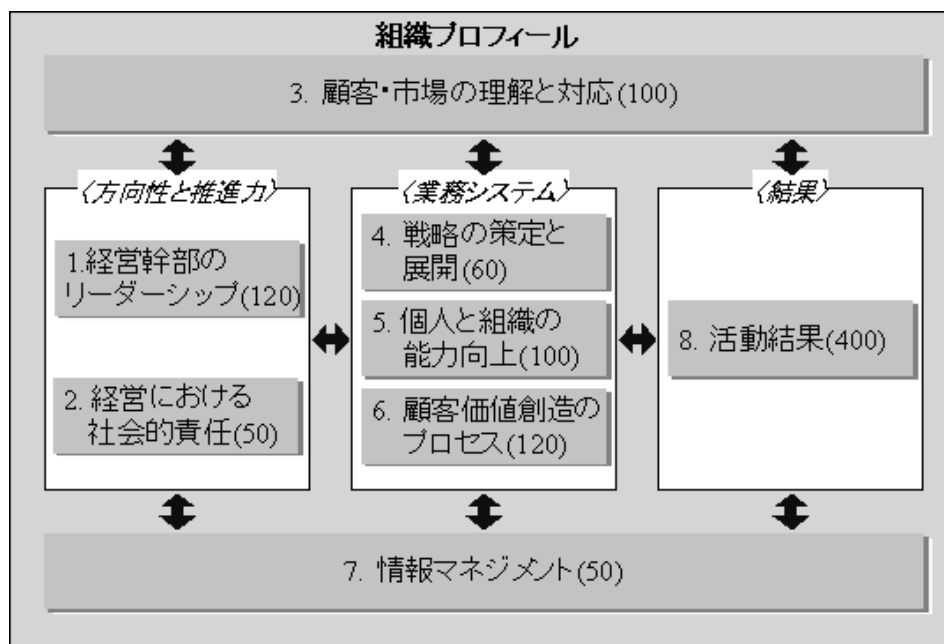 組織プロフィール
3. 顧客・市場の理解と対応(100)
〈方向性と推進力〉
1.経営幹部の
リーダーシップ(120)
2. 経営における
社会的責任(50)
〈業務システム〉
4. 戦略の策定と
展開(60)
5. 個人と組織の
能力向上(100)
6. 顧客価値創造の
プロセス(120)
〈結果〉
8. 活動結果(400)
7. 情報マネジメント(50)